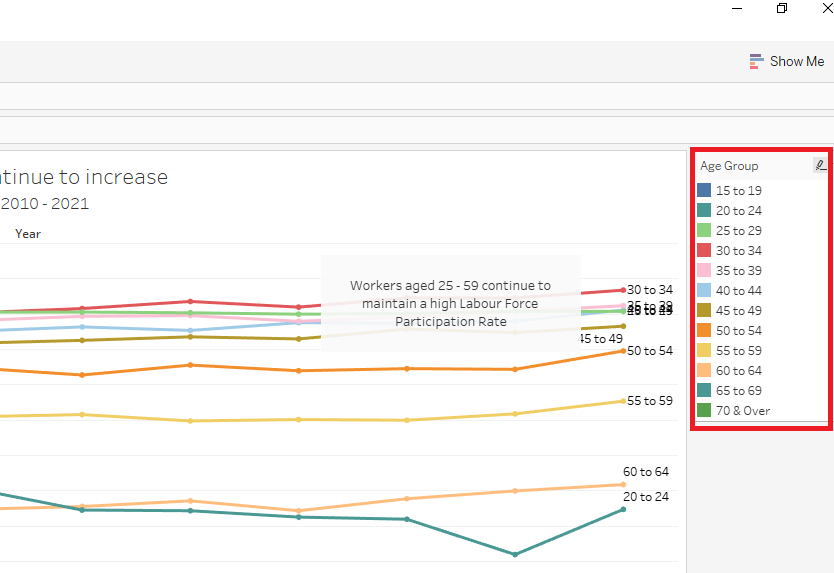 Show Me
tinue to increase
2010 - 2021
Year
Workers aged 25 - 59 continue to
maintain a high Labour Force
Participation Rate
30 to 34
35 to 39
45 to 49
50 to 54
55 to 59
60 to 64
20 to 24
Age Group
15 to 19
20 to 24
25 to 29
30 to 34
35 to 39
40 to 44
45 to 49
50 to 54
55 to 59
60 to 64
65 to 69
70 & Over